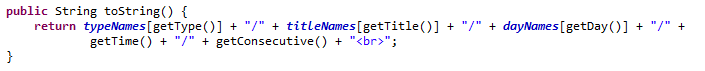 public String toString() {
return typeNames[getType()] + "/" + titleNames[getTitle()] + "/" + dayNames[getDay()] + "/" +
getTime() + "/" + getConsecutive() + "<br>";
}